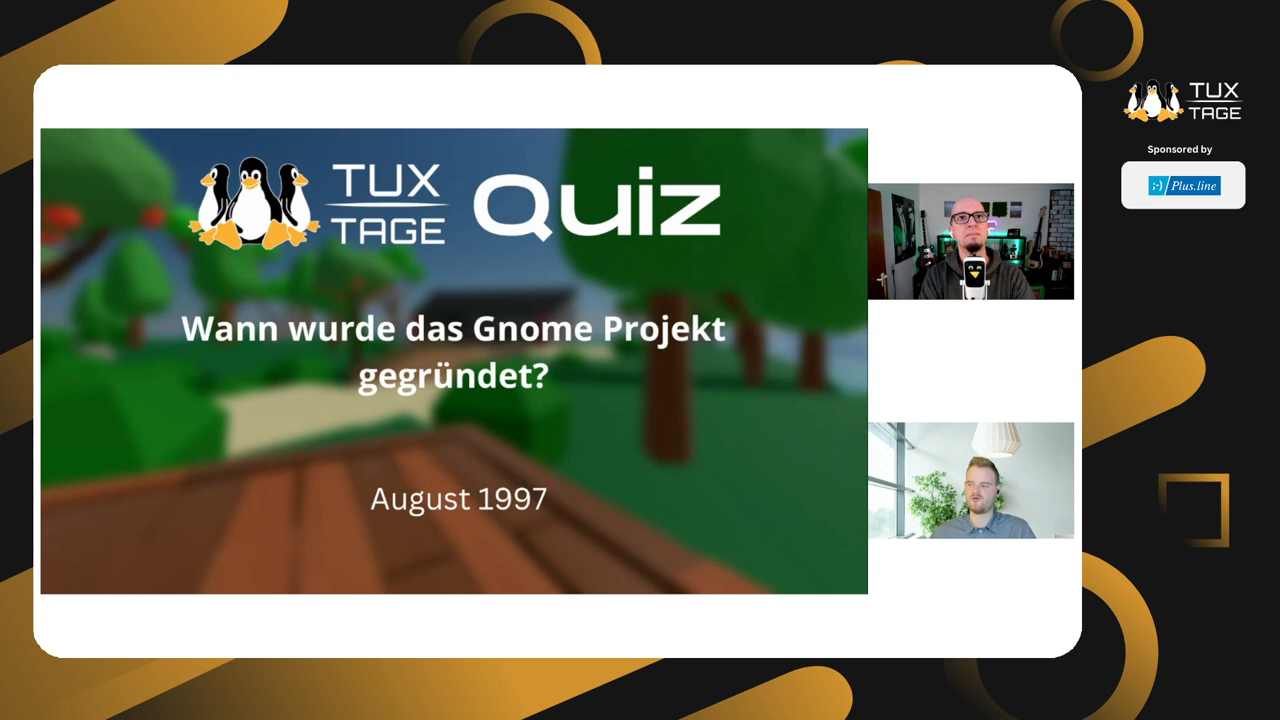 TUX
TAGE
Quiz
Wann wurde das Gnome Projekt
gegründet?
August 1997
TUX
TAGE
Sponsored by
;-) Plus.line